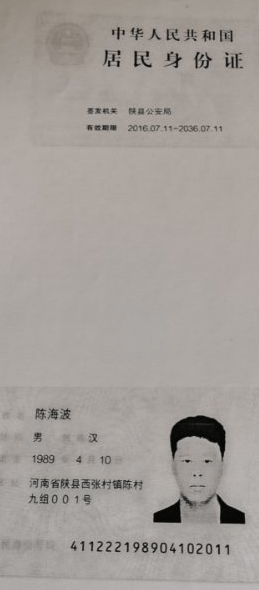 中华人民共和国
居民身份证
签发机关 陕县公安局
有效期限 2016.07.11-2036.07.11
陈海波
男 汉
1989 4 10
河南省陕县西张村镇陈村
九组001号
411222198904102011